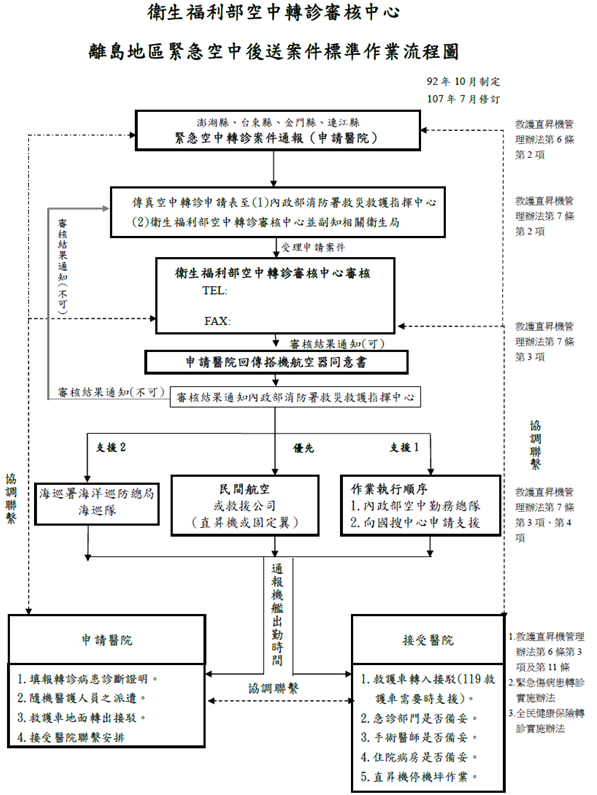 衛生福利部空中轉診審核中心
離島地區緊急空中後送案件標準作業流程圖
92 年 10 月制定
107 年 7 月修訂
澎湖縣、台東縣、金門縣、連江縣
緊急空中轉診案件通報（申請醫院）
救護直昇機管
理辦法第 6 條
第 2 項
傳真空中轉診申請表至(1)內政部消防署救災救護指揮中心
(2)衛生福利部空中轉診審核中心並副知相關衛生局
救護直昇機管
理辦法第 7 條
第 2 項
審核結果通知(不可)
受理申請案件
衛生福利部空中轉診審核中心審核
TEL:
FAX:
救護直昇機管
理辦法第 7 條
第 3 項
審核結果通知(可)
申請醫院回傳搭機航空器同意書
審核結果通知(不可)
審核結果通知內政部消防署救災救護指揮中心
支援 2
優先
支援 1
協調聯繫
協調聯繫
海巡署海洋巡防總局
海巡隊
民間航空
或救援公司
（直昇機或固定翼）
作業執行順序
1.內政部空中勤務總隊
2.向國搜中心申請支援
救護直昇機管
理辦法第 7 條
第 3 項、第 4
項
通報機艦出勤時間
申請醫院
1.填報轉診病患診斷證明。
2.隨機醫護人員之派遣。
3.救護車地面轉出接駁。
4.接受醫院聯繫安排
協調聯繫
接受醫院
1.救護車轉入接駁(119 救
護車需要時支援)。
2.急診部門是否備妥。
3.手術醫師是否備妥。
4.住院病房是否備妥。
5.直昇機停機坪作業。
1.救護直昇機管理
辦法第 6 條第 3
項及第 11 條
2.緊急傷病患轉診
實施辦法
3.全民健康保險轉
診實施辦法